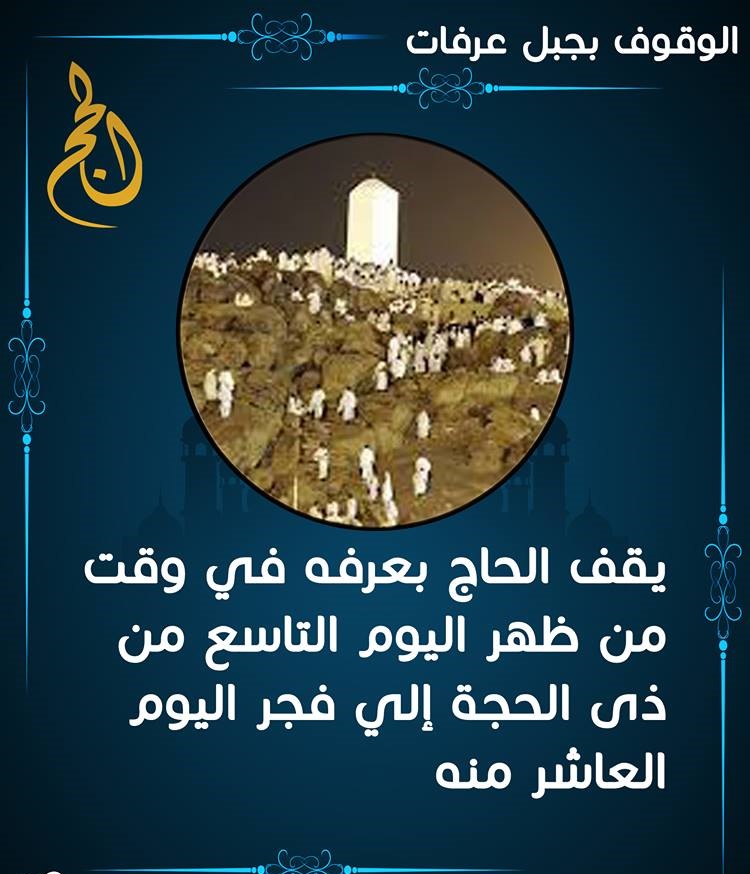 الوقوف بجبل عرفات
الحج
يقف الحاج بعرفه في وقت
من ظهر اليوم التاسع من
ذى الحجة إلي فجر اليوم
العاشر منه